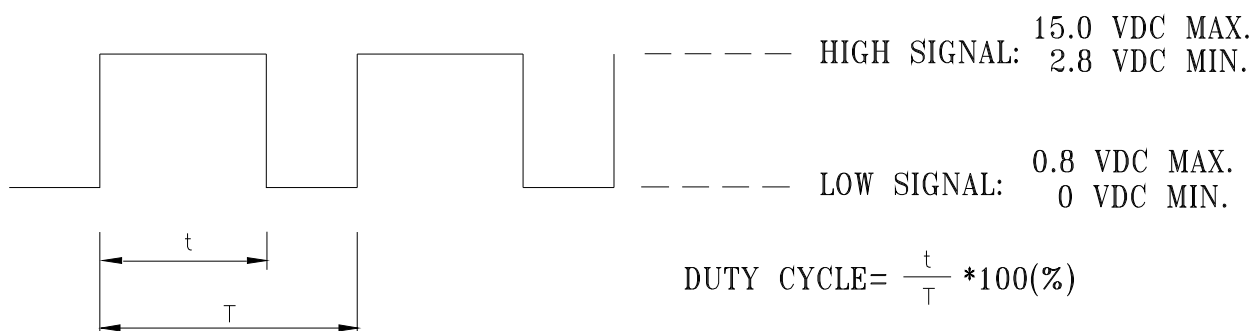 15.0 VDC MAX.
HIGH SIGNAL: 2.8 VDC MIN.
0.8 VDC MAX.
LOW SIGNAL: 0 VDC MIN.
t
T
DUTY CYCLE= t/T *100(%)